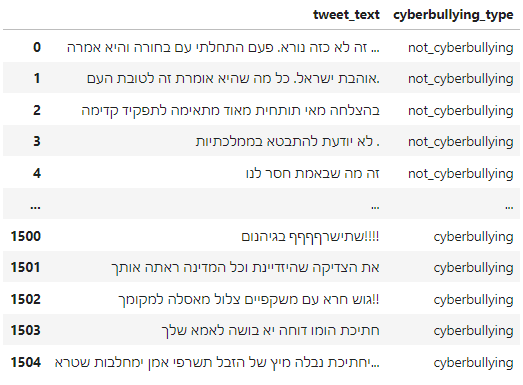 tweet_text cyberbullying_type
0 זה לא כזה נורא. פעם התחלתי עם בחורה והיא אמרה ... not_cyberbullying
1 אוהבת ישראל. כל מה שהיא אומרת זה לטובת העם. not_cyberbullying
2 בהצלחה מאי תותחית מאוד מתאימה לתפקיד קדימה not_cyberbullying
3 לא יודעת להתבטא בממלכתיות . not_cyberbullying
4 זה מה שבאמת חסר לנו not_cyberbullying
... ... ...
1500 שתישרףףףף בגיהנום!!!! cyberbullying
1501 את הצדיקה שהיזדיינת וכל המדינה ראתה אותך cyberbullying
1502 גוש חרא עם משקפיים צלול מאסלה למקומך!! cyberbullying
1503 חתיכת הומו דוחה יא בושה לאמא שלך cyberbullying
1504 יחתיכת נבלה מיץ של הזבל תשרפי אמן ימחלבות שטרא... cyberbullying